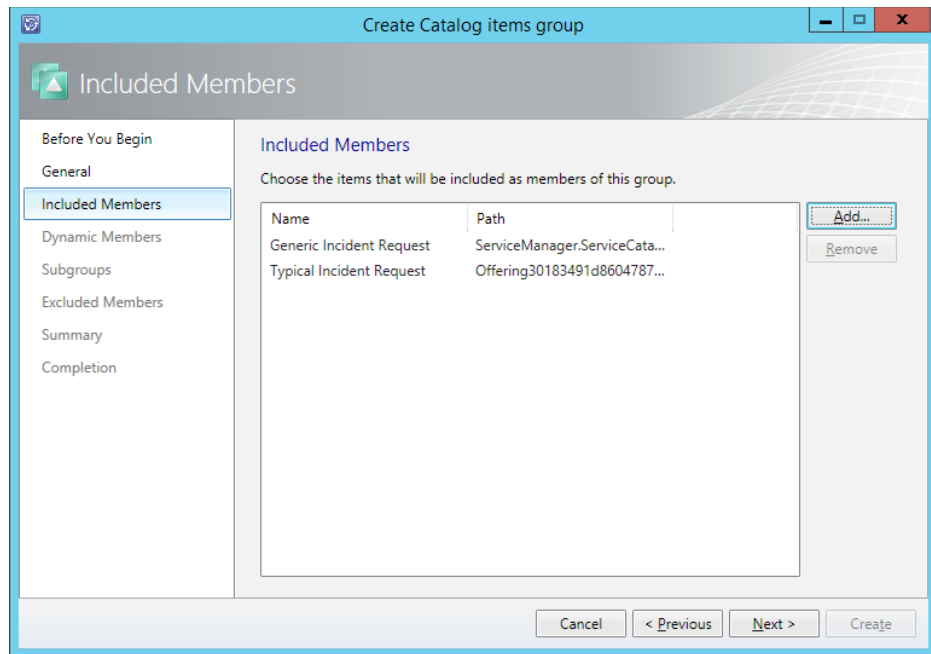 Create Catalog items group
Included Members
Before You Begin
General
Included Members
Dynamic Members
Subgroups
Excluded Members
Summary
Completion
Included Members
Choose the items that will be included as members of this group.
Name Path
Generic Incident Request ServiceManager.ServiceCata...
Typical Incident Request Offering30183491d8604787...
Add...
Remove
Cancel < Previous Next > Create